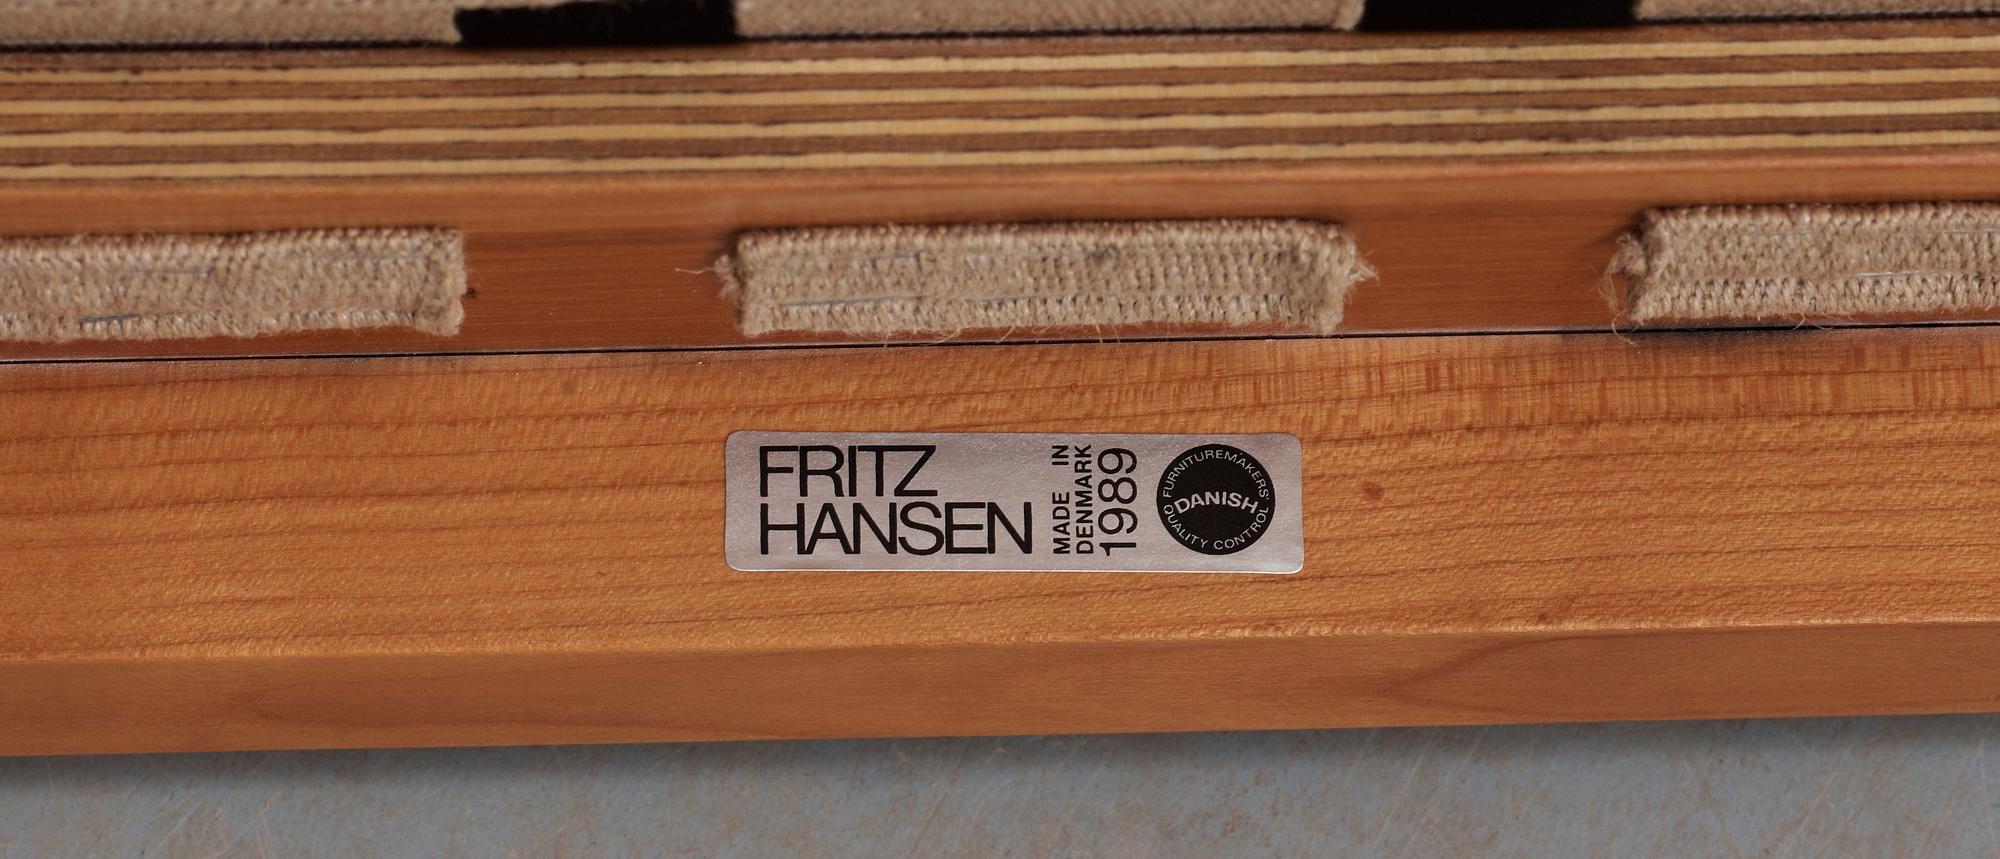 FRITZ
HANSEN
MADE IN
DENMARK
1989
FURNITUREMAKERS'
DANISH
QUALITY CONTROL